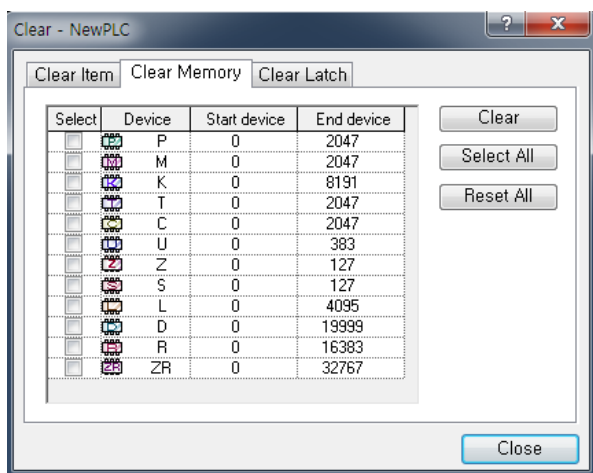 Clear - NewPLC
Clear Item Clear Memory Clear Latch
Select Device Start device End device
P P 0 2047
M M 0 2047
K K 0 8191
T T 0 2047
C C 0 2047
U U 0 383
Z Z 0 127
S S 0 127
L L 0 4095
D D 0 19999
R R 0 16383
ZR ZR 0 32767
Clear
Select All
Reset All
Close